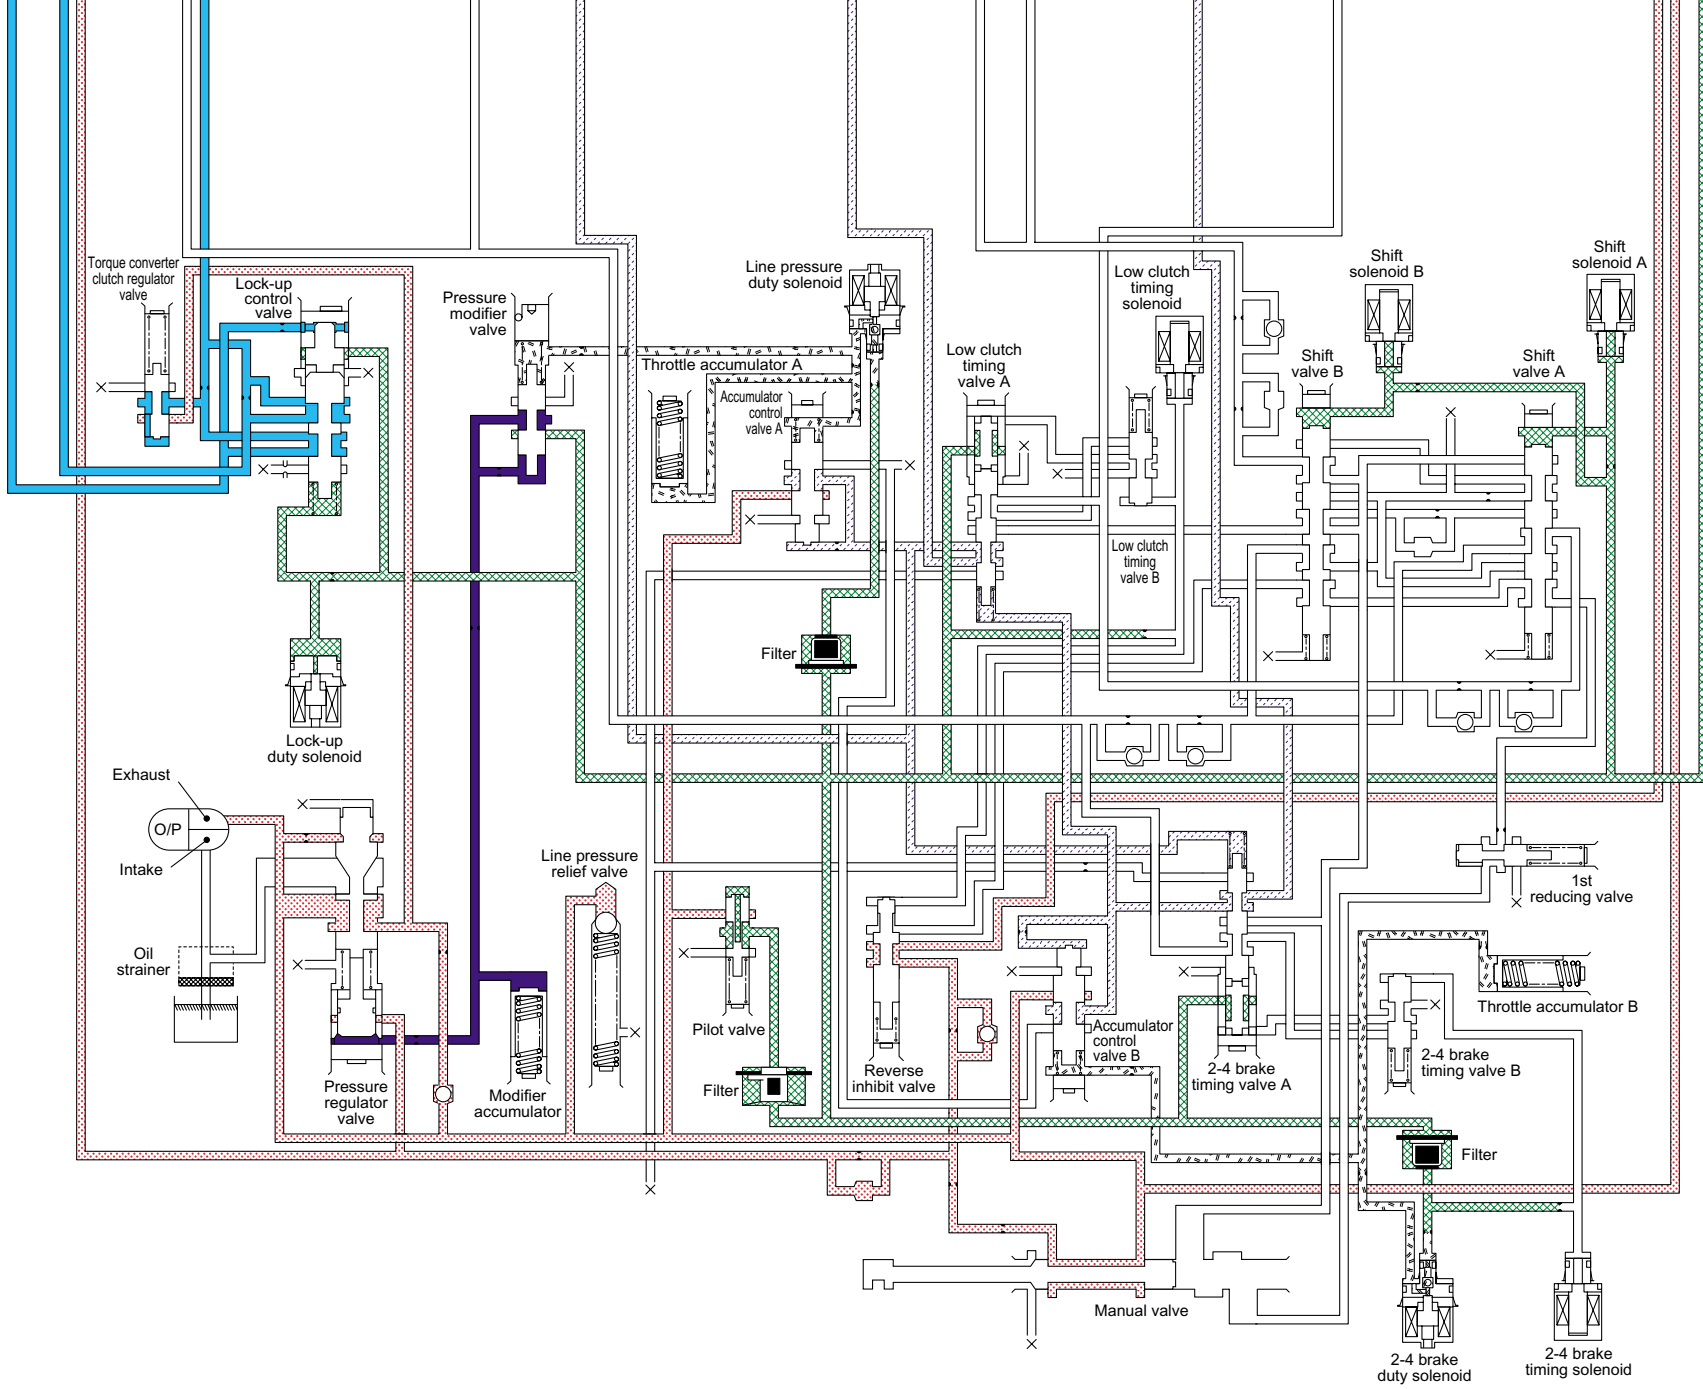 Shift
solenoid A
Shift
solenoid B
Torque converter
clutch regulator
valve
Lock-up
control
valve
Pressure
modifier
valve
Line pressure
duty solenoid
Low clutch
timing
solenoid
Low clutch
timing
valve A
Shift
valve B
Shift
valve A
Throttle accumulator A
Accumulator
control
valve A
Low clutch
timing
valve B
Filter
Lock-up
duty solenoid
Exhaust
O/P
Intake
Line pressure
relief valve
1st
reducing valve
Oil
strainer
Pilot valve
Throttle accumulator B
Accumulator
control
valve B
2-4 brake
timing valve B
2-4 brake
timing valve A
Reverse
inhibit valve
Pressure
regulator
valve
Modifier
accumulator
Filter
Filter
Manual valve
2-4 brake
duty solenoid
2-4 brake
timing solenoid